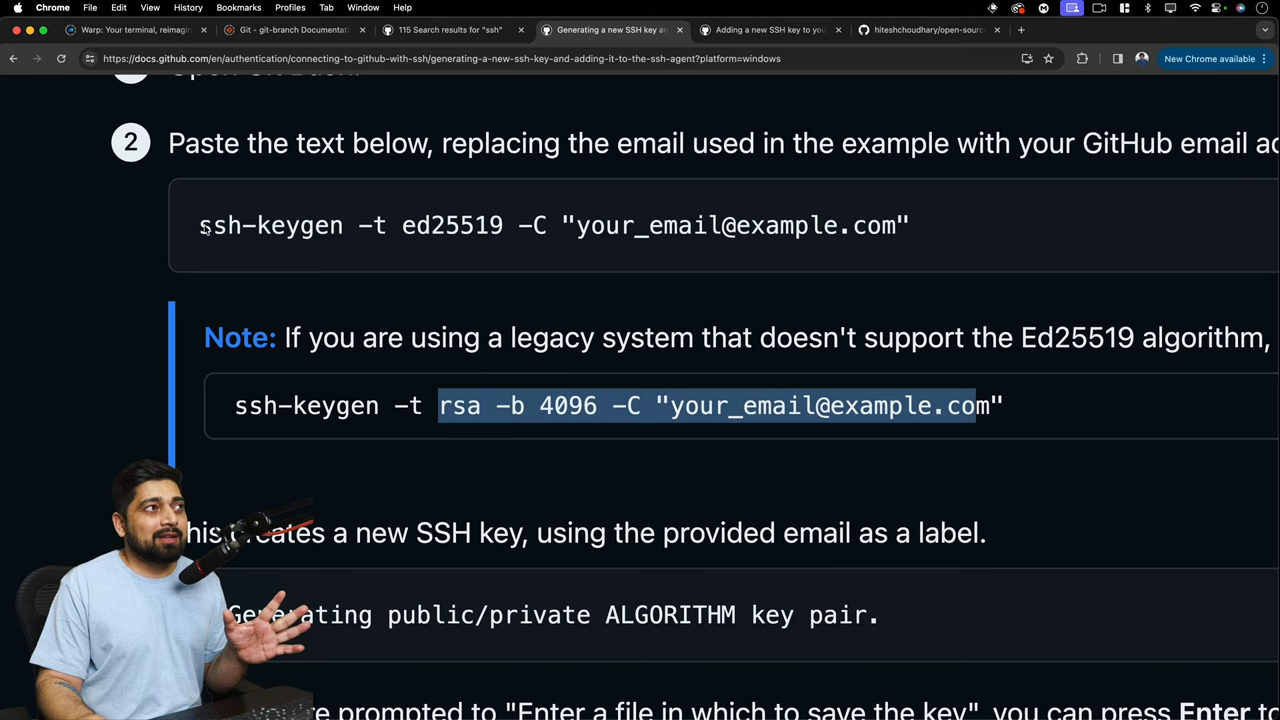 Chrome File Edit View History Bookmarks Profiles Tab Window Help
Warp: Your terminal, reimagin
Git - git-branch Documentati
115 Search results for "ssh"
Generating a new SSH key an
Adding a new SSH key to you
hiteshchoudhary/open-sourc
https://docs.github.com/en/authentication/connecting-to-github-with-ssh/generating-a-new-ssh-key-and-adding-it-to-the-ssh-agent?platform=windows
New Chrome available
2 Paste the text below, replacing the email used in the example with your GitHub email ad
ssh-keygen -t ed25519 -C "your_email@example.com"
Note: If you are using a legacy system that doesn't support the Ed25519 algorithm,
ssh-keygen -t rsa -b 4096 -C "your_email@example.com"
his creates a new SSH key, using the provided email as a label.
Generating public/private ALGORITHM key pair.
re prompted to "Enter a file in which to save the key", you can press Enter to